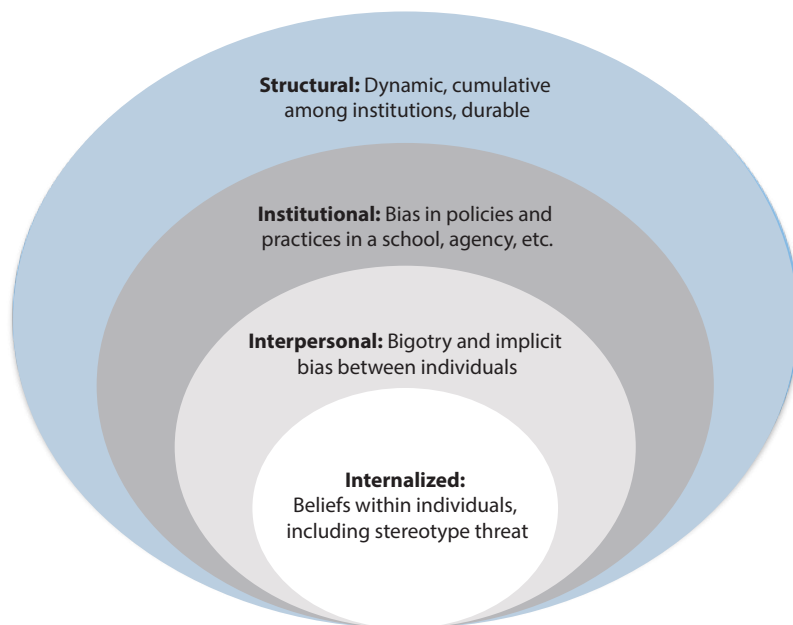 Structural: Dynamic, cumulative
among institutions, durable
Institutional: Bias in policies and
practices in a school, agency, etc.
Interpersonal: Bigotry and implicit
bias between individuals
Internalized:
Beliefs within individuals,
including stereotype threat